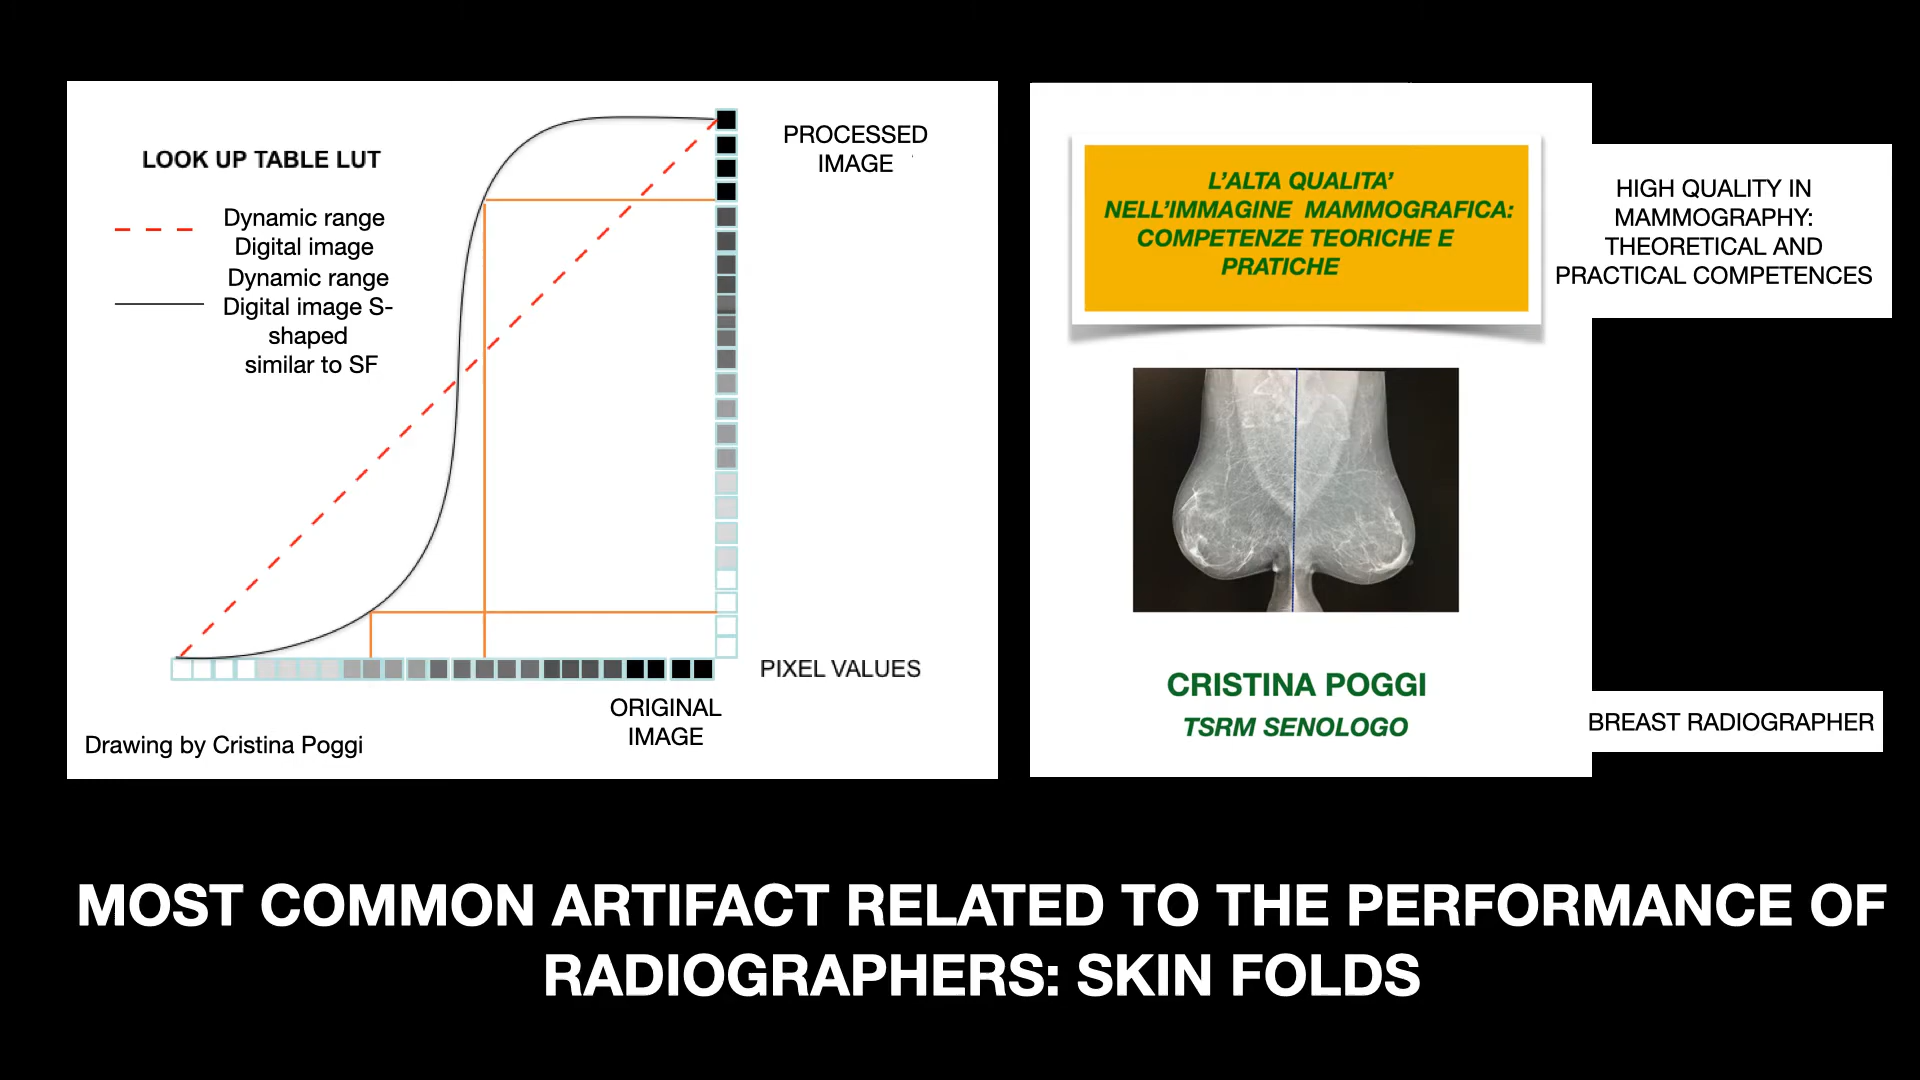 LOOK UP TABLE LUT
Dynamic range
Digital image
Dynamic range
Digital image S-
shaped
similar to SF
PROCESSED
IMAGE
PIXEL VALUES
ORIGINAL
IMAGE
Drawing by Cristina Poggi
L'ALTA QUALITA'
NELL'IMMAGINE MAMMOGRAFICA:
COMPETENZE TEORICHE E
PRATICHE
HIGH QUALITY IN
MAMMOGRAPHY:
THEORETICAL AND
PRACTICAL COMPETENCES
CRISTINA POGGI
TSRM SENOLOGO
BREAST RADIOGRAPHER
MOST COMMON ARTIFACT RELATED TO THE PERFORMANCE OF
RADIOGRAPHERS: SKIN FOLDS